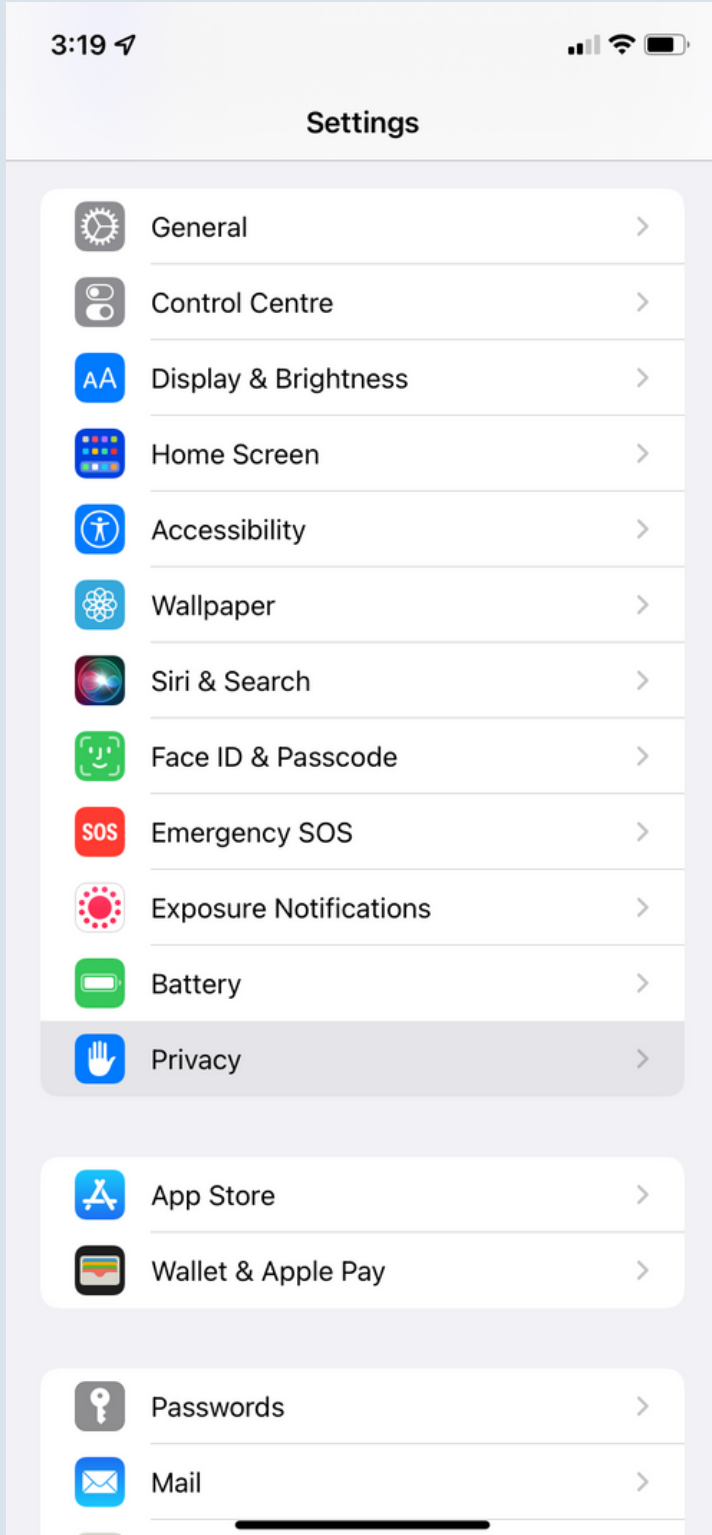 3:19
Settings
General
Control Centre
AA Display & Brightness
Home Screen
Accessibility
Wallpaper
Siri & Search
Face ID & Passcode
SOS Emergency SOS
Exposure Notifications
Battery
Privacy
App Store
Wallet & Apple Pay
Passwords
Mail